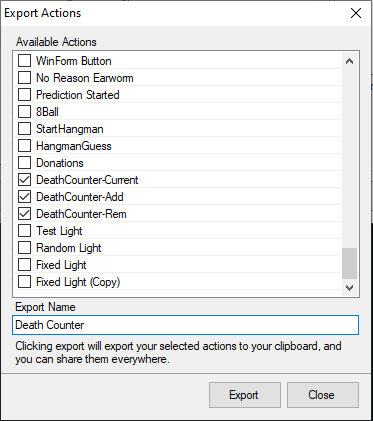 Export Actions
Available Actions
WinForm Button
No Reason Earworm
Prediction Started
8Ball
StartHangman
HangmanGuess
Donations
DeathCounter-Current
DeathCounter-Add
DeathCounter-Rem
Test Light
Random Light
Fixed Light
Fixed Light (Copy)
Export Name
Death Counter
Clicking export will export your selected actions to your clipboard, and
you can share them everywhere.
Export
Close